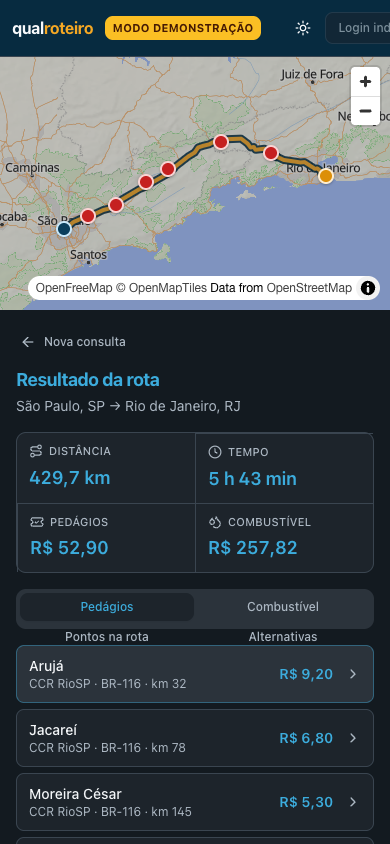 qualroteiro MODO DEMONSTRAÇÃO Login ind
Juiz de Fora
Campinas
Rio de Janeiro
São P
Santos
OpenFreeMap © OpenMapTiles Data from OpenStreetMap
Nova consulta
Resultado da rota
São Paulo, SP → Rio de Janeiro, RJ
DISTÂNCIA
429,7 km
TEMPO
5 h 43 min
PEDÁGIOS
R$ 52,90
COMBUSTÍVEL
R$ 257,82
Pedágios Combustível
Pontos na rota Alternativas
Arujá
CCR RioSP · BR-116 · km 32
R$ 9,20
Jacareí
CCR RioSP · BR-116 · km 78
R$ 6,80
Moreira César
CCR RioSP · BR-116 · km 145
R$ 5,30